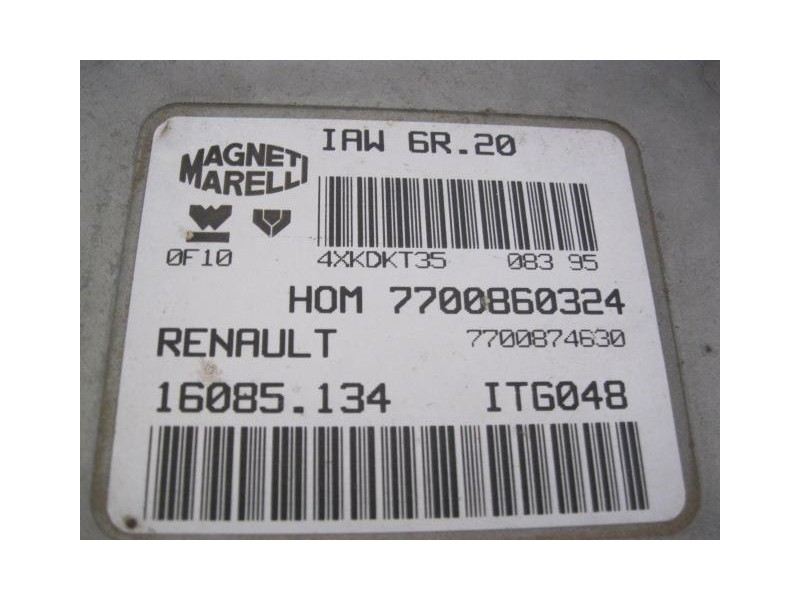 IAW 6R.20
MAGNETI
MARELLI
0F10
4XKDKT35 083 95
HOM 7700860324
RENAULT 7700874630
16085.134 ITG048